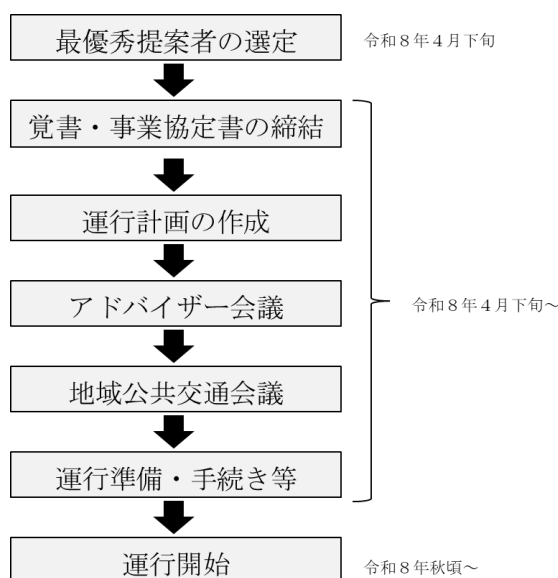 最優秀提案者の選定
令和８年４月下旬
覚書・事業協定書の締結
運行計画の作成
アドバイザー会議
令和８年４月下旬～
地域公共交通会議
運行準備・手続き等
運行開始
令和８年秋頃～